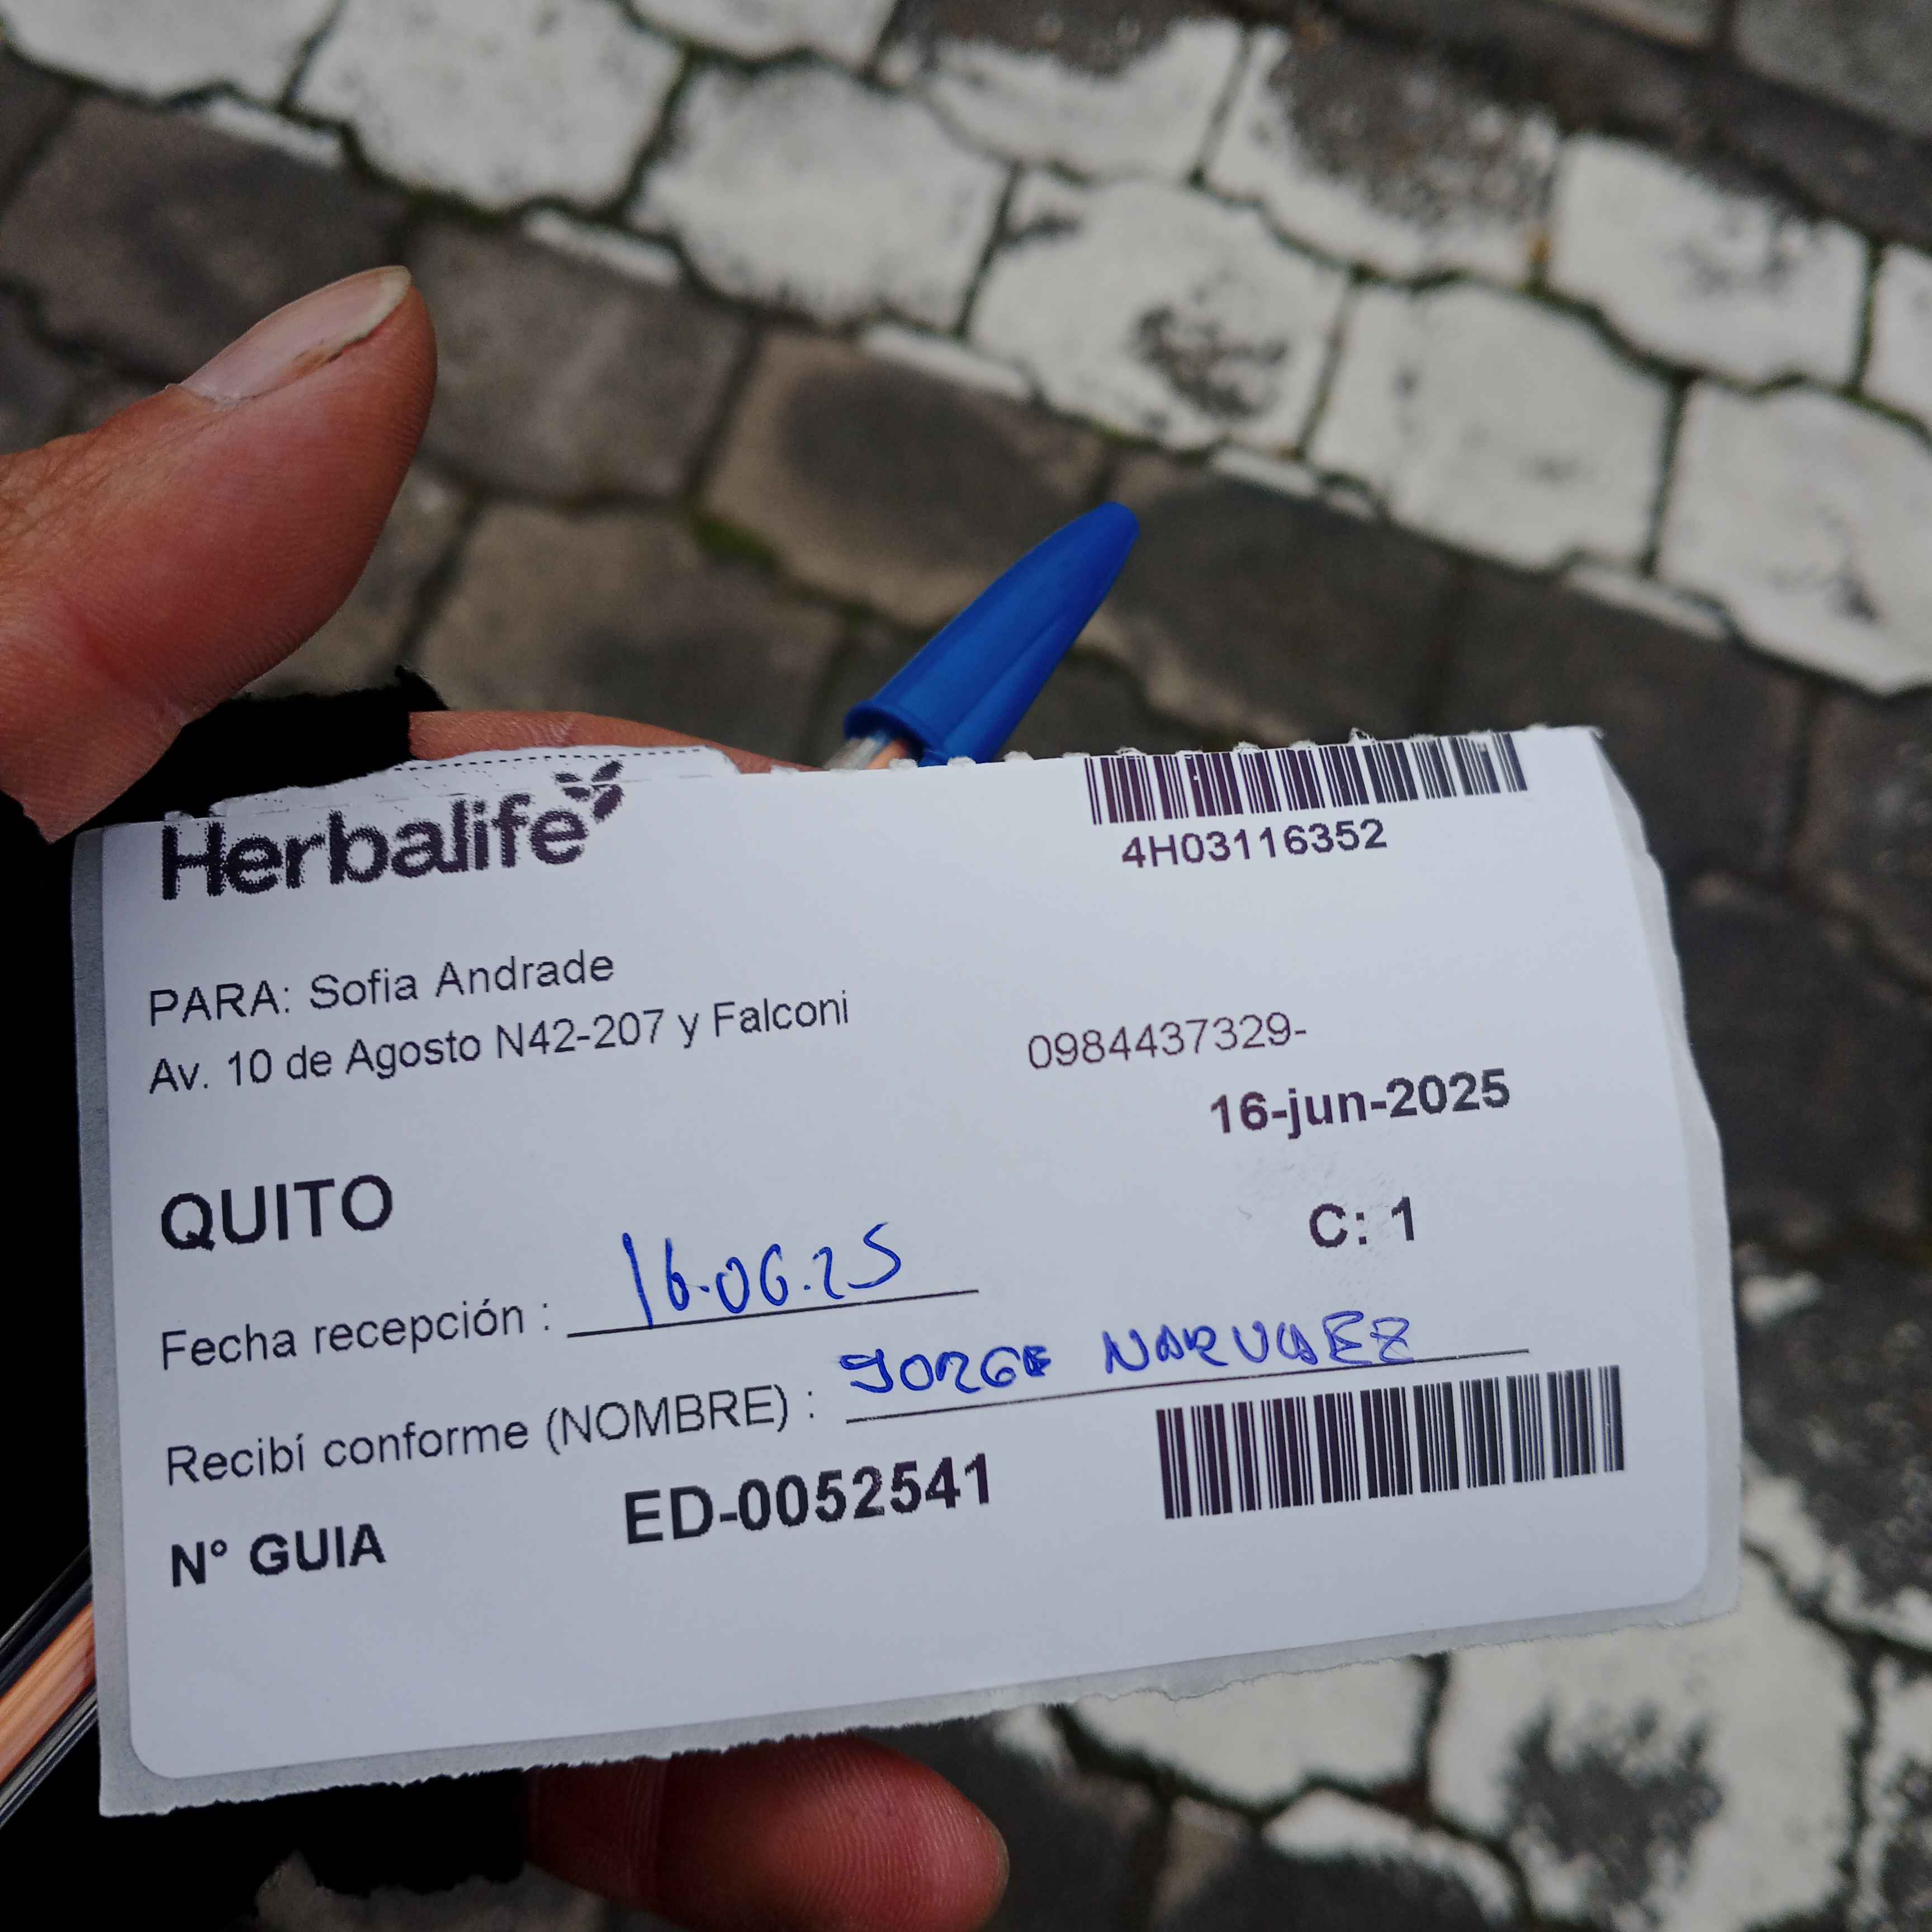 Herbalife
4H03116352
PARA: Sofia Andrade
Av. 10 de Agosto N42-207 y Falconi
0984437329-
16-jun-2025
QUITO
C: 1
Fecha recepción : 16.06.25
Recibí conforme (NOMBRE) : JORGE NARVAEZ
N° GUIA ED-0052541